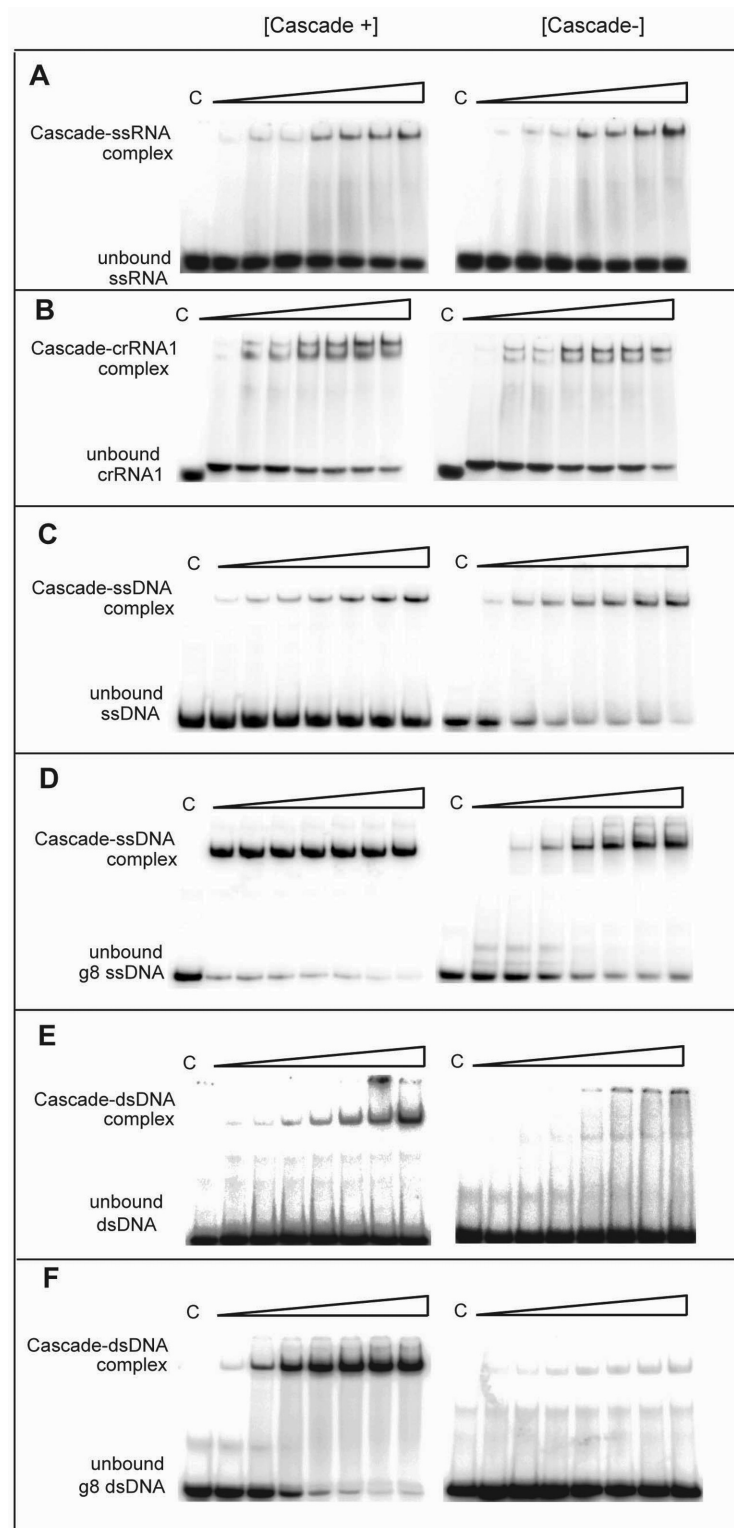 [Cascade +] [Cascade-]
A
C C
Cascade-ssRNA
complex
unbound
ssRNA
B
C C
Cascade-crRNA1
complex
unbound
crRNA1
C
C C
Cascade-ssDNA
complex
unbound
ssDNA
D
C C
Cascade-ssDNA
complex
unbound
g8 ssDNA
E
C C
Cascade-dsDNA
complex
unbound
dsDNA
F
C C
Cascade-dsDNA
complex
unbound
g8 dsDNA